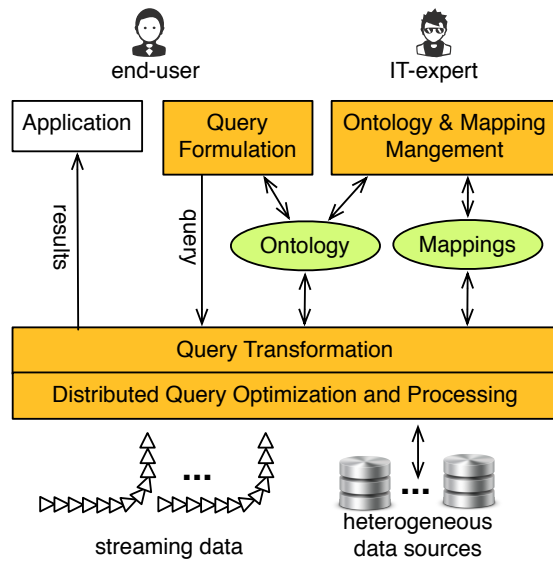 end-user
IT-expert
Application
Query
Formulation
Ontology & Mapping
Mangement
results
query
Ontology
Mappings
Query Transformation
Distributed Query Optimization and Processing
...
...
streaming data
heterogeneous
data sources